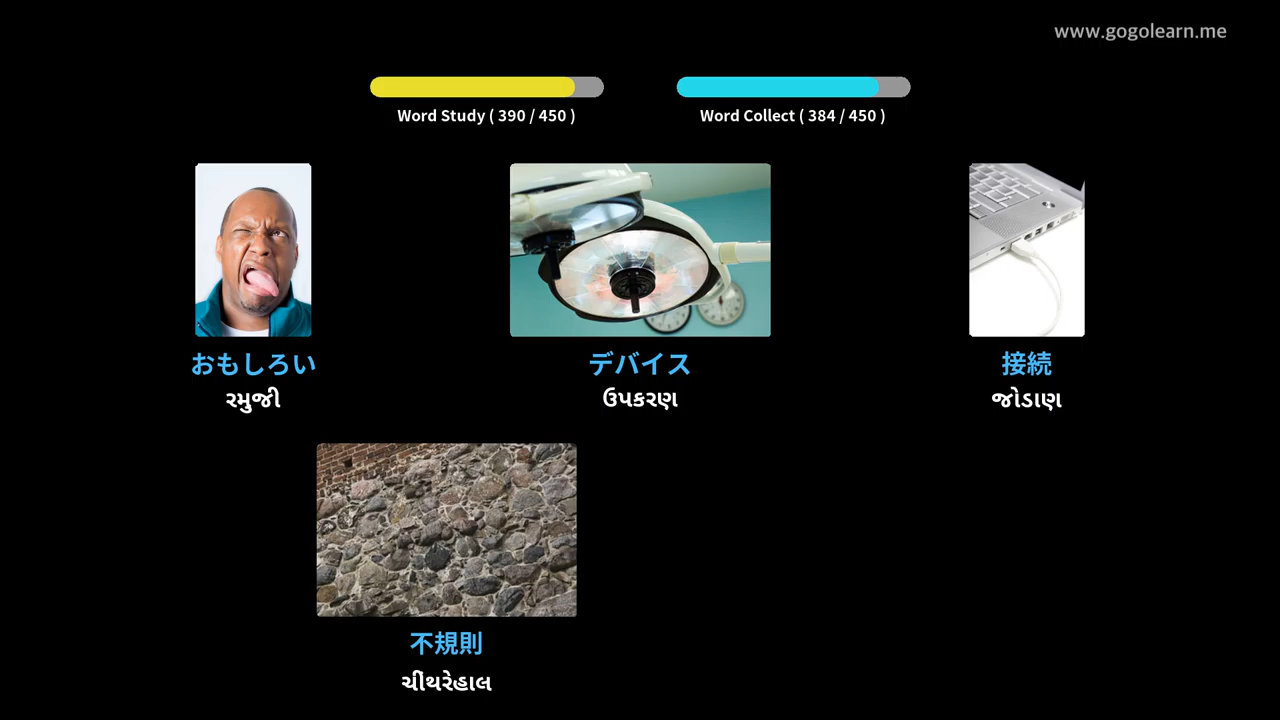 www.gogolearn.me
Word Study ( 390 / 450 )
Word Collect ( 384 / 450 )
おもしろい
રમુજી
デバイス
ઉપકરણ
接続
જોડાણ
不規則
ચીંથરેહાલ